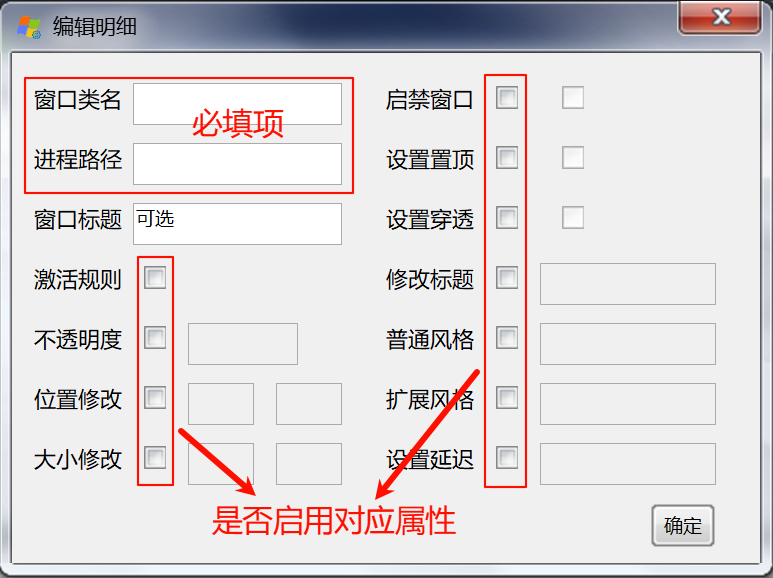 编辑明细
窗口类名
必填项
进程路径
窗口标题 可选
激活规则
不透明度
位置修改
大小修改
启禁窗口
设置置顶
设置穿透
修改标题
普通风格
扩展风格
设置延迟
是否启用对应属性
确定